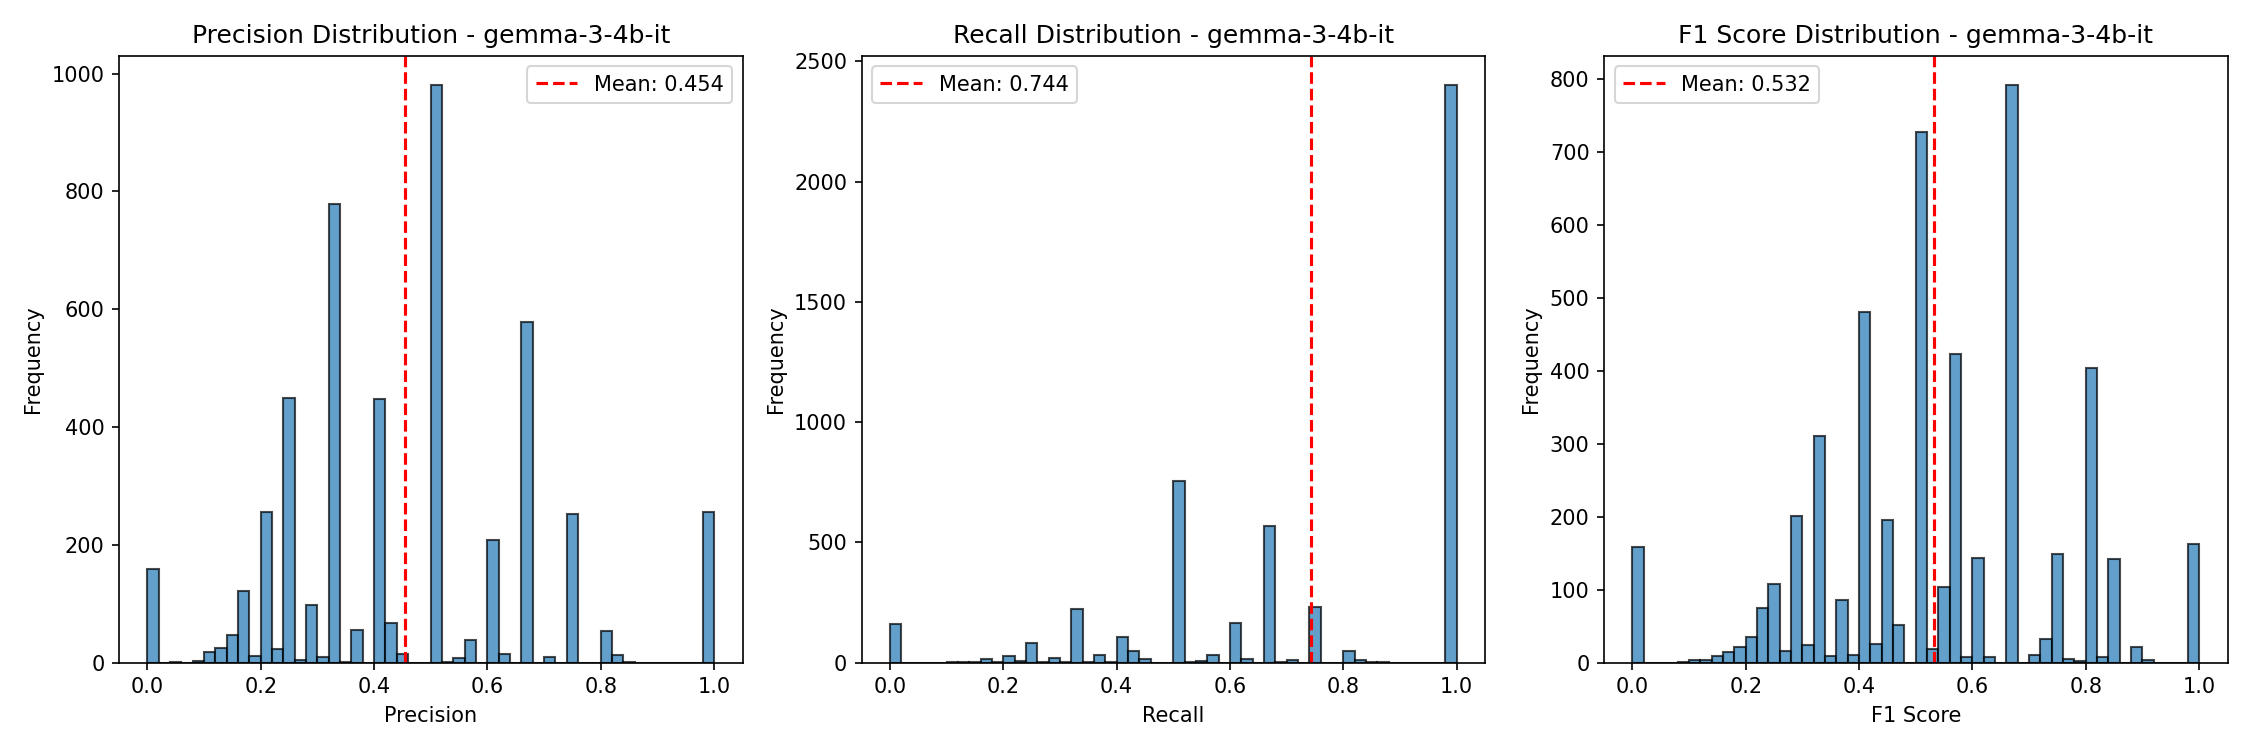 Precision Distribution - gemma-3-4b-it
Mean: 0.454
1000
800
600
400
200
0
Frequency
0.0 0.2 0.4 0.6 0.8 1.0
Precision
Recall Distribution - gemma-3-4b-it
Mean: 0.744
2500
2000
1500
1000
500
0
Frequency
0.0 0.2 0.4 0.6 0.8 1.0
Recall
F1 Score Distribution - gemma-3-4b-it
Mean: 0.532
800
700
600
500
400
300
200
100
0
Frequency
0.0 0.2 0.4 0.6 0.8 1.0
F1 Score